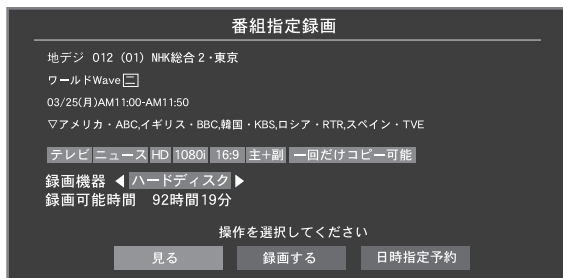 番組指定録画
地デジ 012 (01) NHK総合2・東京
ワールドWave二
03/25(月)AM11:00-AM11:50
▽アメリカ・ABC,イギリス・BBC,韓国・KBS,ロシア・RTR,スペイン・TVE
テレビ ニュース HD 1080i 16:9 主+副 一回だけコピー可能
録画機器 ◀ ハードディスク ▶
録画可能時間 92時間19分
操作を選択してください
見る 録画する 日時指定予約